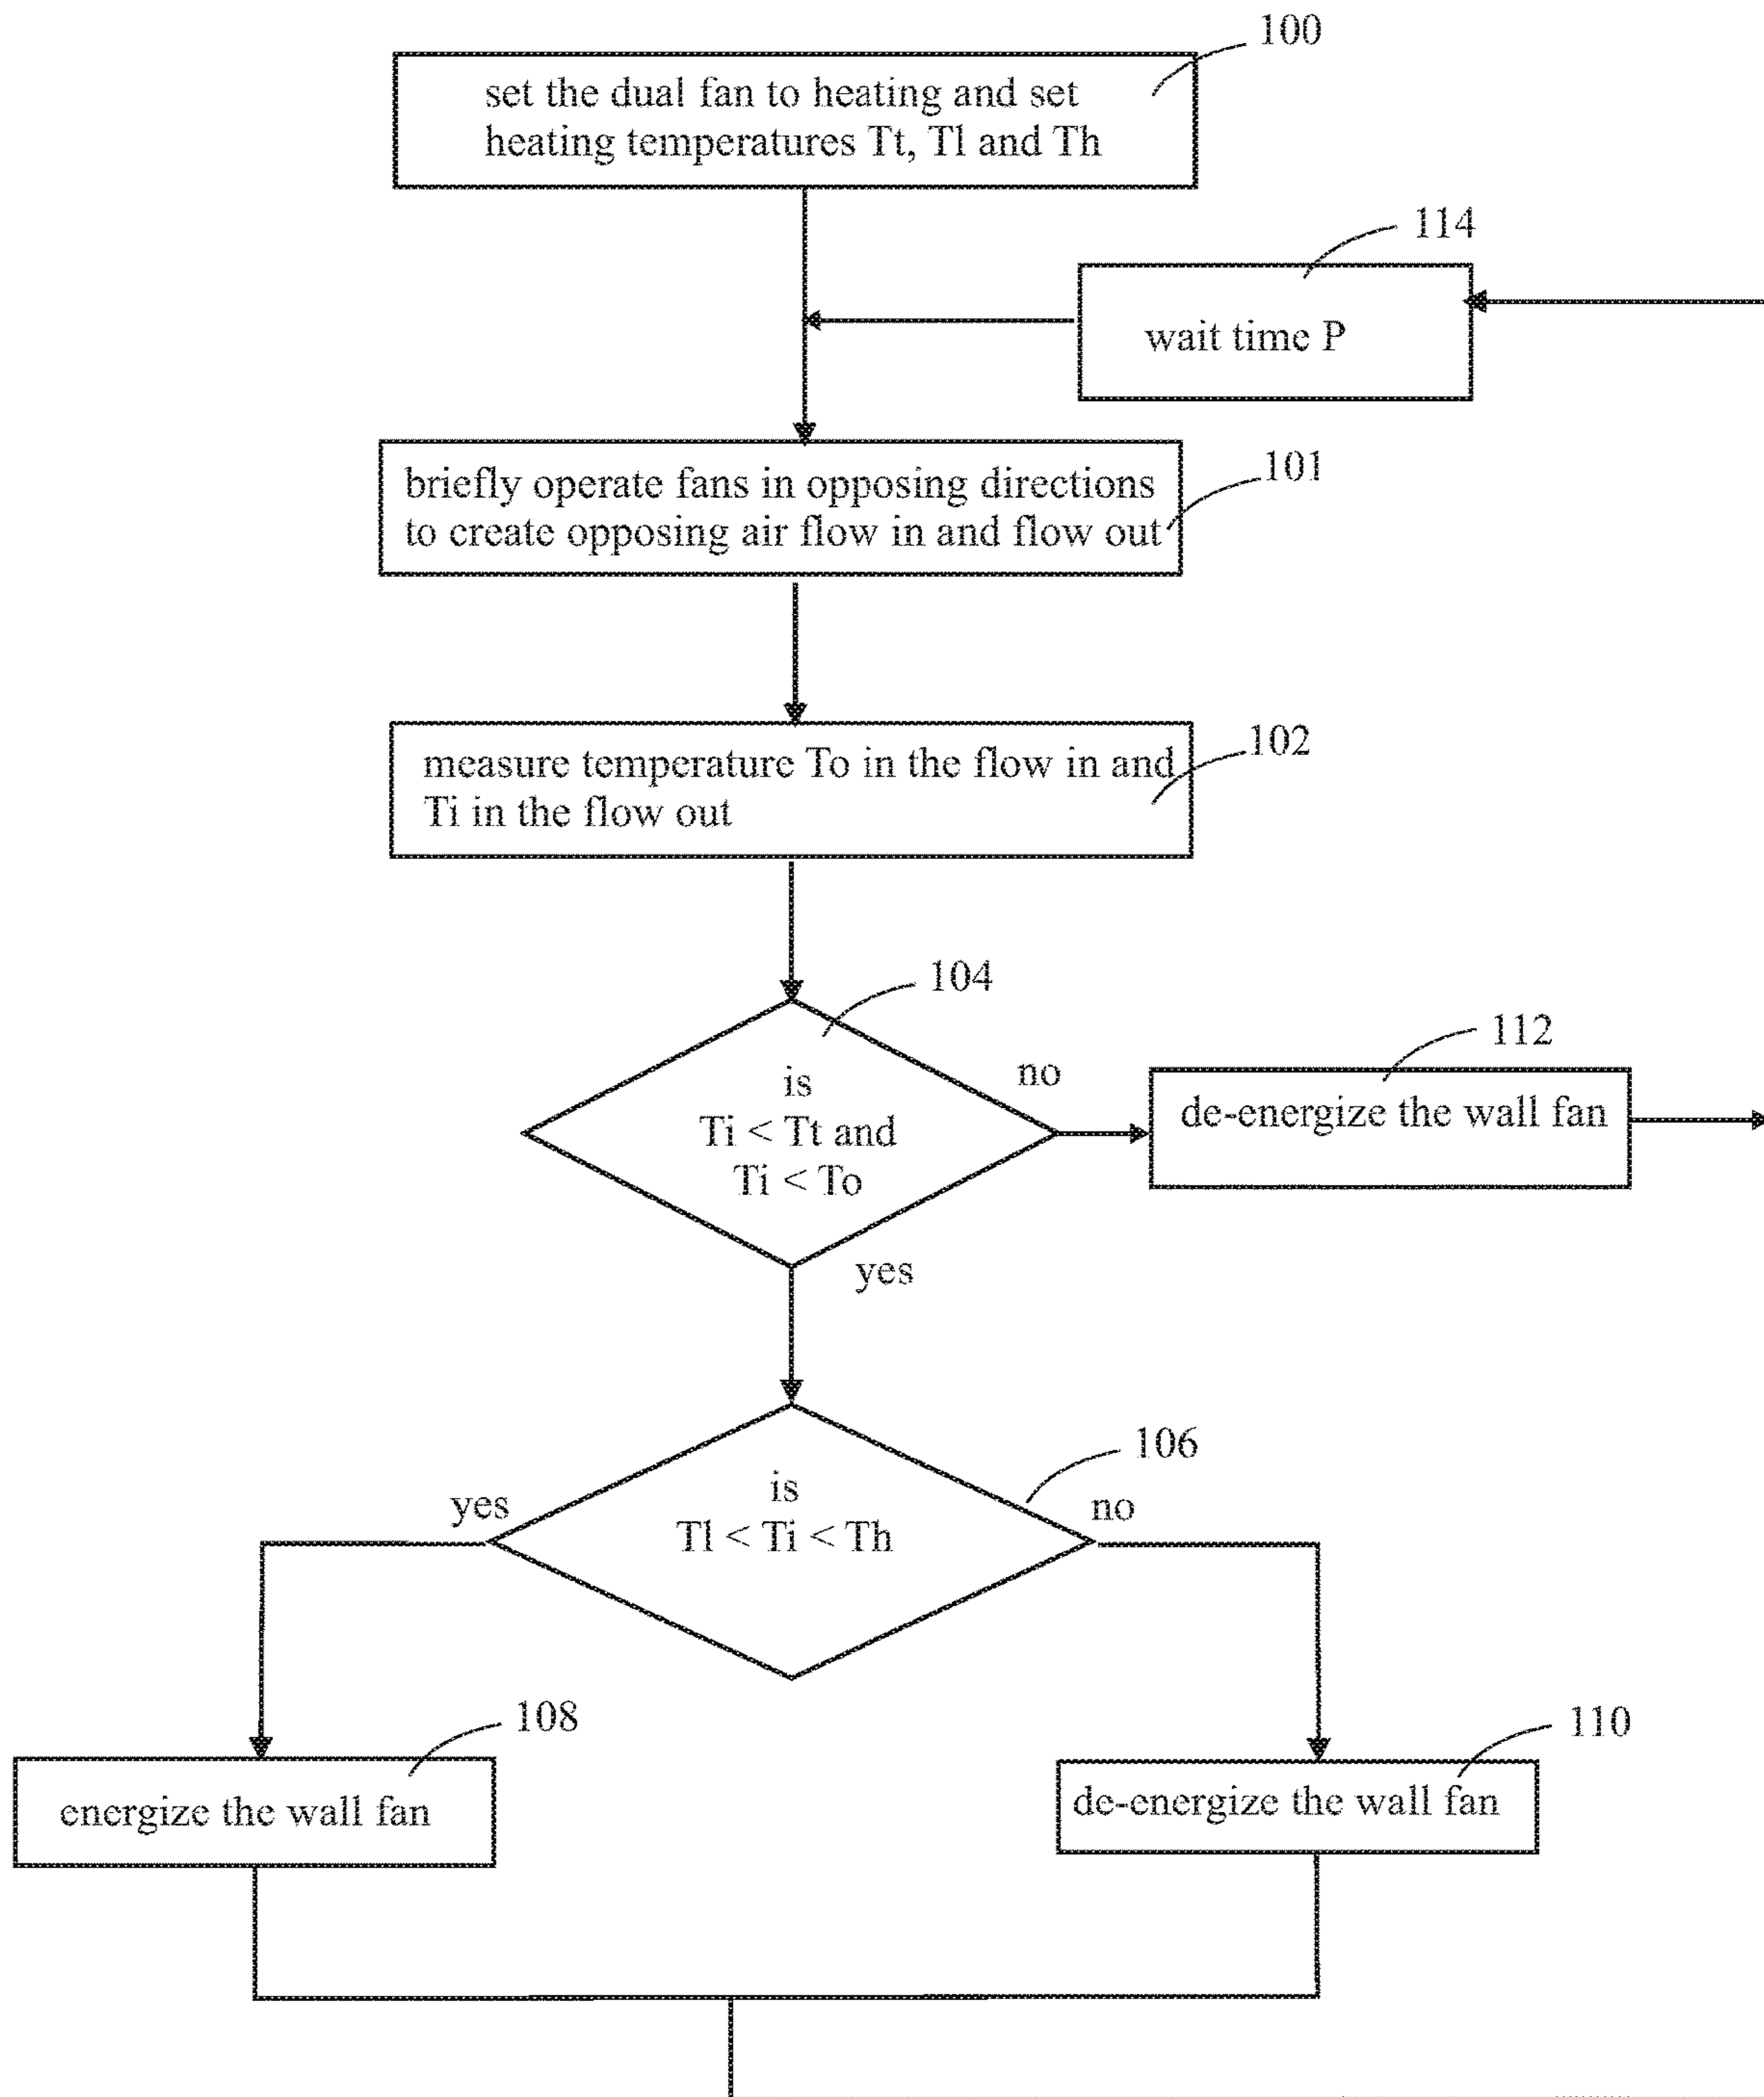 100
set the dual fan to heating and set
heating temperatures Tt, Tl and Th
114
wait time P
101
briefly operate fans in opposing directions
to create opposing air flow in and flow out
102
measure temperature To in the flow in and
Ti in the flow out
104
is
Ti < Tt and
Ti < To
no
yes
112
de-energize the wall fan
106
is
Tl < Ti < Th
yes
no
108
energize the wall fan
110
de-energize the wall fan